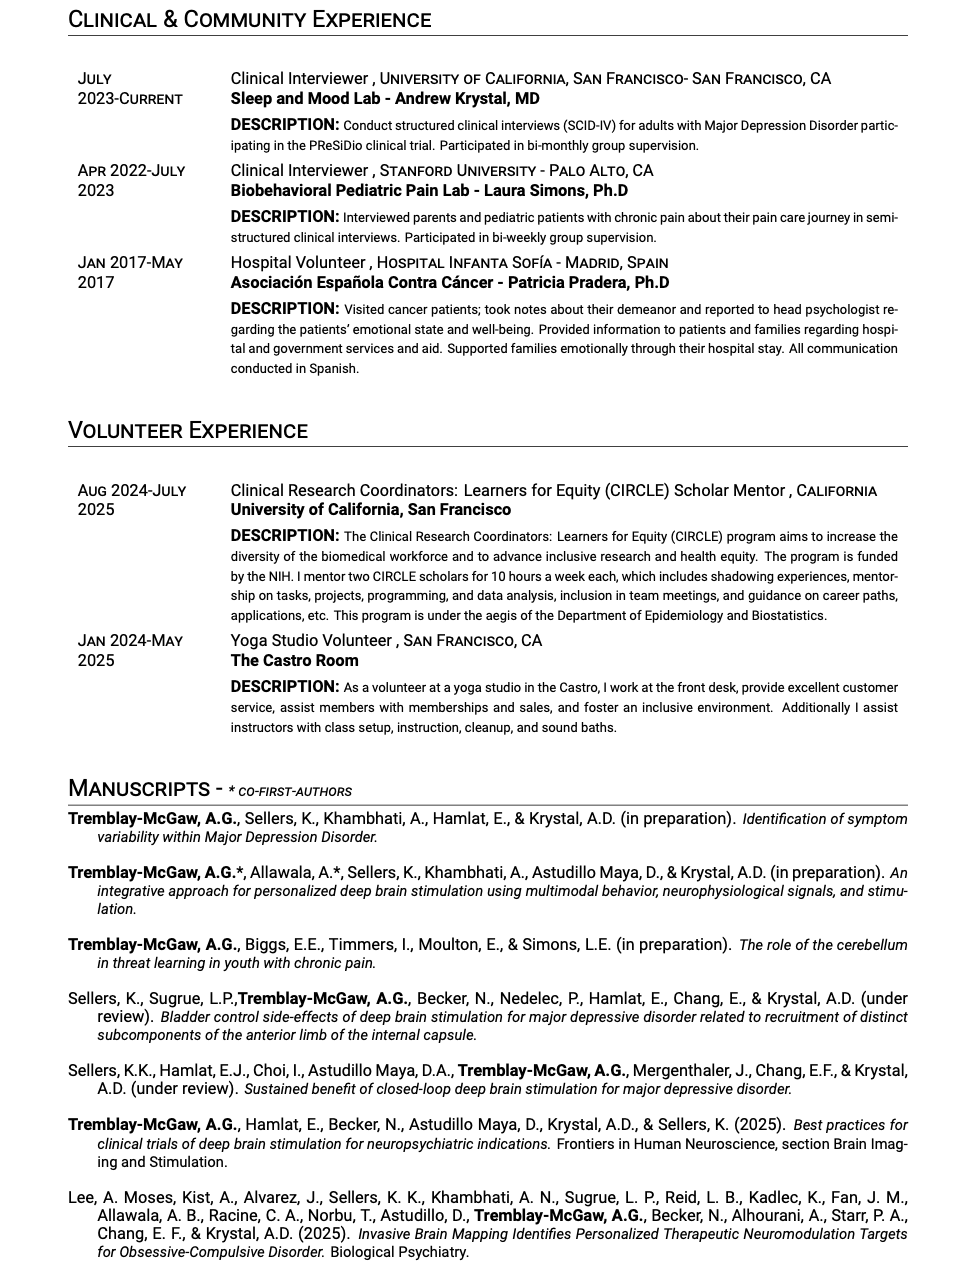 CLINICAL & COMMUNITY EXPERIENCE
JULY 2023-CURRENT
Clinical Interviewer , UNIVERSITY OF CALIFORNIA, SAN FRANCISCO- SAN FRANCISCO, CA
Sleep and Mood Lab - Andrew Krystal, MD
DESCRIPTION: Conduct structured clinical interviews (SCID-IV) for adults with Major Depression Disorder partic-
ipating in the PReSiDio clinical trial. Participated in bi-monthly group supervision.
APR 2022-JULY 2023
Clinical Interviewer , STANFORD UNIVERSITY - PALO ALTO, CA
Biobehavioral Pediatric Pain Lab - Laura Simons, Ph.D
DESCRIPTION: Interviewed parents and pediatric patients with chronic pain about their pain care journey in semi-
structured clinical interviews. Participated in bi-weekly group supervision.
JAN 2017-MAY 2017
Hospital Volunteer , HOSPITAL INFANTA SOFÍA - MADRID, SPAIN
Asociación Española Contra Cáncer - Patricia Pradera, Ph.D
DESCRIPTION: Visited cancer patients; took notes about their demeanor and reported to head psychologist re-
garding the patients' emotional state and well-being. Provided information to patients and families regarding hospi-
tal and government services and aid. Supported families emotionally through their hospital stay. All communication
conducted in Spanish.
VOLUNTEER EXPERIENCE
AUG 2024-JULY 2025
Clinical Research Coordinators: Learners for Equity (CIRCLE) Scholar Mentor , CALIFORNIA
University of California, San Francisco
DESCRIPTION: The Clinical Research Coordinators: Learners for Equity (CIRCLE) program aims to increase the
diversity of the biomedical workforce and to advance inclusive research and health equity. The program is funded
by the NIH. I mentor two CIRCLE scholars for 10 hours a week each, which includes shadowing experiences, mentor-
ship on tasks, projects, programming, and data analysis, inclusion in team meetings, and guidance on career paths,
applications, etc. This program is under the aegis of the Department of Epidemiology and Biostatistics.
JAN 2024-MAY 2025
Yoga Studio Volunteer , SAN FRANCISCO, CA
The Castro Room
DESCRIPTION: As a volunteer at a yoga studio in the Castro, I work at the front desk, provide excellent customer
service, assist members with memberships and sales, and foster an inclusive environment. Additionally I assist
instructors with class setup, instruction, cleanup, and sound baths.
MANUSCRIPTS - * CO-FIRST-AUTHORS
Tremblay-McGaw, A.G., Sellers, K., Khambhati, A., Hamlat, E., & Krystal, A.D. (in preparation). Identification of symptom
variability within Major Depression Disorder.
Tremblay-McGaw, A.G.*, Allawala, A.*, Sellers, K., Khambhati, A., Astudillo Maya, D., & Krystal, A.D. (in preparation). An
integrative approach for personalized deep brain stimulation using multimodal behavior, neurophysiological signals, and stimu-
lation.
Tremblay-McGaw, A.G., Biggs, E.E., Timmers, I., Moulton, E., & Simons, L.E. (in preparation). The role of the cerebellum
in threat learning in youth with chronic pain.
Sellers, K., Sugrue, L.P.,Tremblay-McGaw, A.G., Becker, N., Nedelec, P., Hamlat, E., Chang, E., & Krystal, A.D. (under
review). Bladder control side-effects of deep brain stimulation for major depressive disorder related to recruitment of distinct
subcomponents of the anterior limb of the internal capsule.
Sellers, K.K., Hamlat, E.J., Choi, I., Astudillo Maya, D.A., Tremblay-McGaw, A.G., Mergenthaler, J., Chang, E.F., & Krystal,
A.D. (under review). Sustained benefit of closed-loop deep brain stimulation for major depressive disorder.
Tremblay-McGaw, A.G., Hamlat, E., Becker, N., Astudillo Maya, D., Krystal, A.D., & Sellers, K. (2025). Best practices for
clinical trials of deep brain stimulation for neuropsychiatric indications. Frontiers in Human Neuroscience, section Brain Imag-
ing and Stimulation.
Lee, A. Moses, Kist, A., Alvarez, J., Sellers, K. K., Khambhati, A. N., Sugrue, L. P., Reid, L. B., Kadlec, K., Fan, J. M.,
Allawala, A. B., Racine, C. A., Norbu, T., Astudillo, D., Tremblay-McGaw, A.G., Becker, N., Alhourani, A., Starr, P. A.,
Chang, E. F., & Krystal, A.D. (2025). Invasive Brain Mapping Identifies Personalized Therapeutic Neuromodulation Targets
for Obsessive-Compulsive Disorder. Biological Psychiatry.